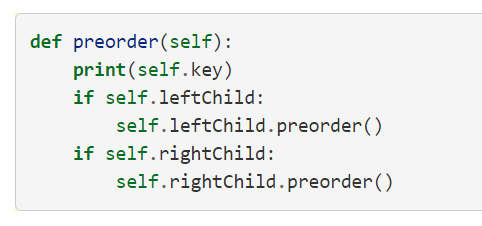 def preorder(self):
    print(self.key)
    if self.leftChild:
        self.leftChild.preorder()
    if self.rightChild:
        self.rightChild.preorder()